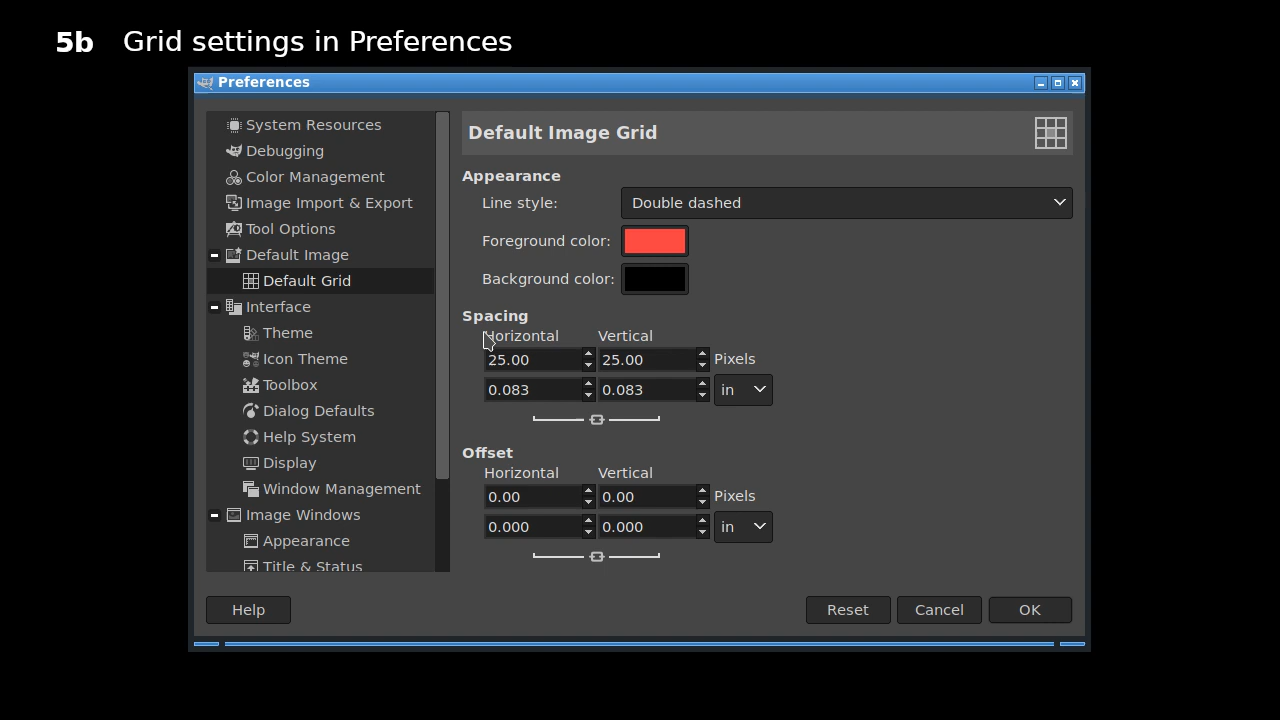 5b Grid settings in Preferences
Preferences
System Resources
Debugging
Color Management
Image Import & Export
Tool Options
Default Image
Default Grid
Interface
Theme
Icon Theme
Toolbox
Dialog Defaults
Help System
Display
Window Management
Image Windows
Appearance
Title & Status
Default Image Grid
Appearance
Line style: Double dashed
Foreground color:
Background color:
Spacing
Horizontal Vertical
25.00 25.00 Pixels
0.083 0.083 in
Offset
Horizontal Vertical
0.00 0.00 Pixels
0.000 0.000 in
Help Reset Cancel OK